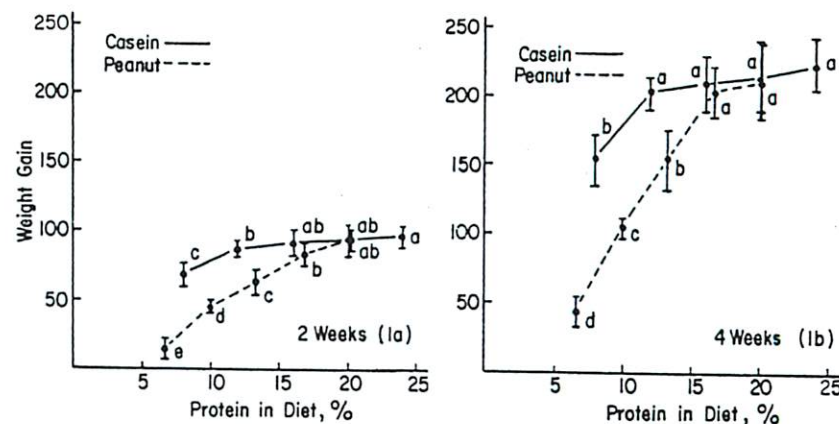 250
Casein
Peanut
200
150
Weight Gain
100
50
c
b
ab
ab
a
ab
b
c
d
e
2 Weeks (1a)
5
10
15
20
25
Protein in Diet, %
250
Casein
Peanut
200
150
100
50
a
a
a
a
b
a
a
b
c
d
4 Weeks (1b)
5
10
15
20
25
Protein in Diet, %